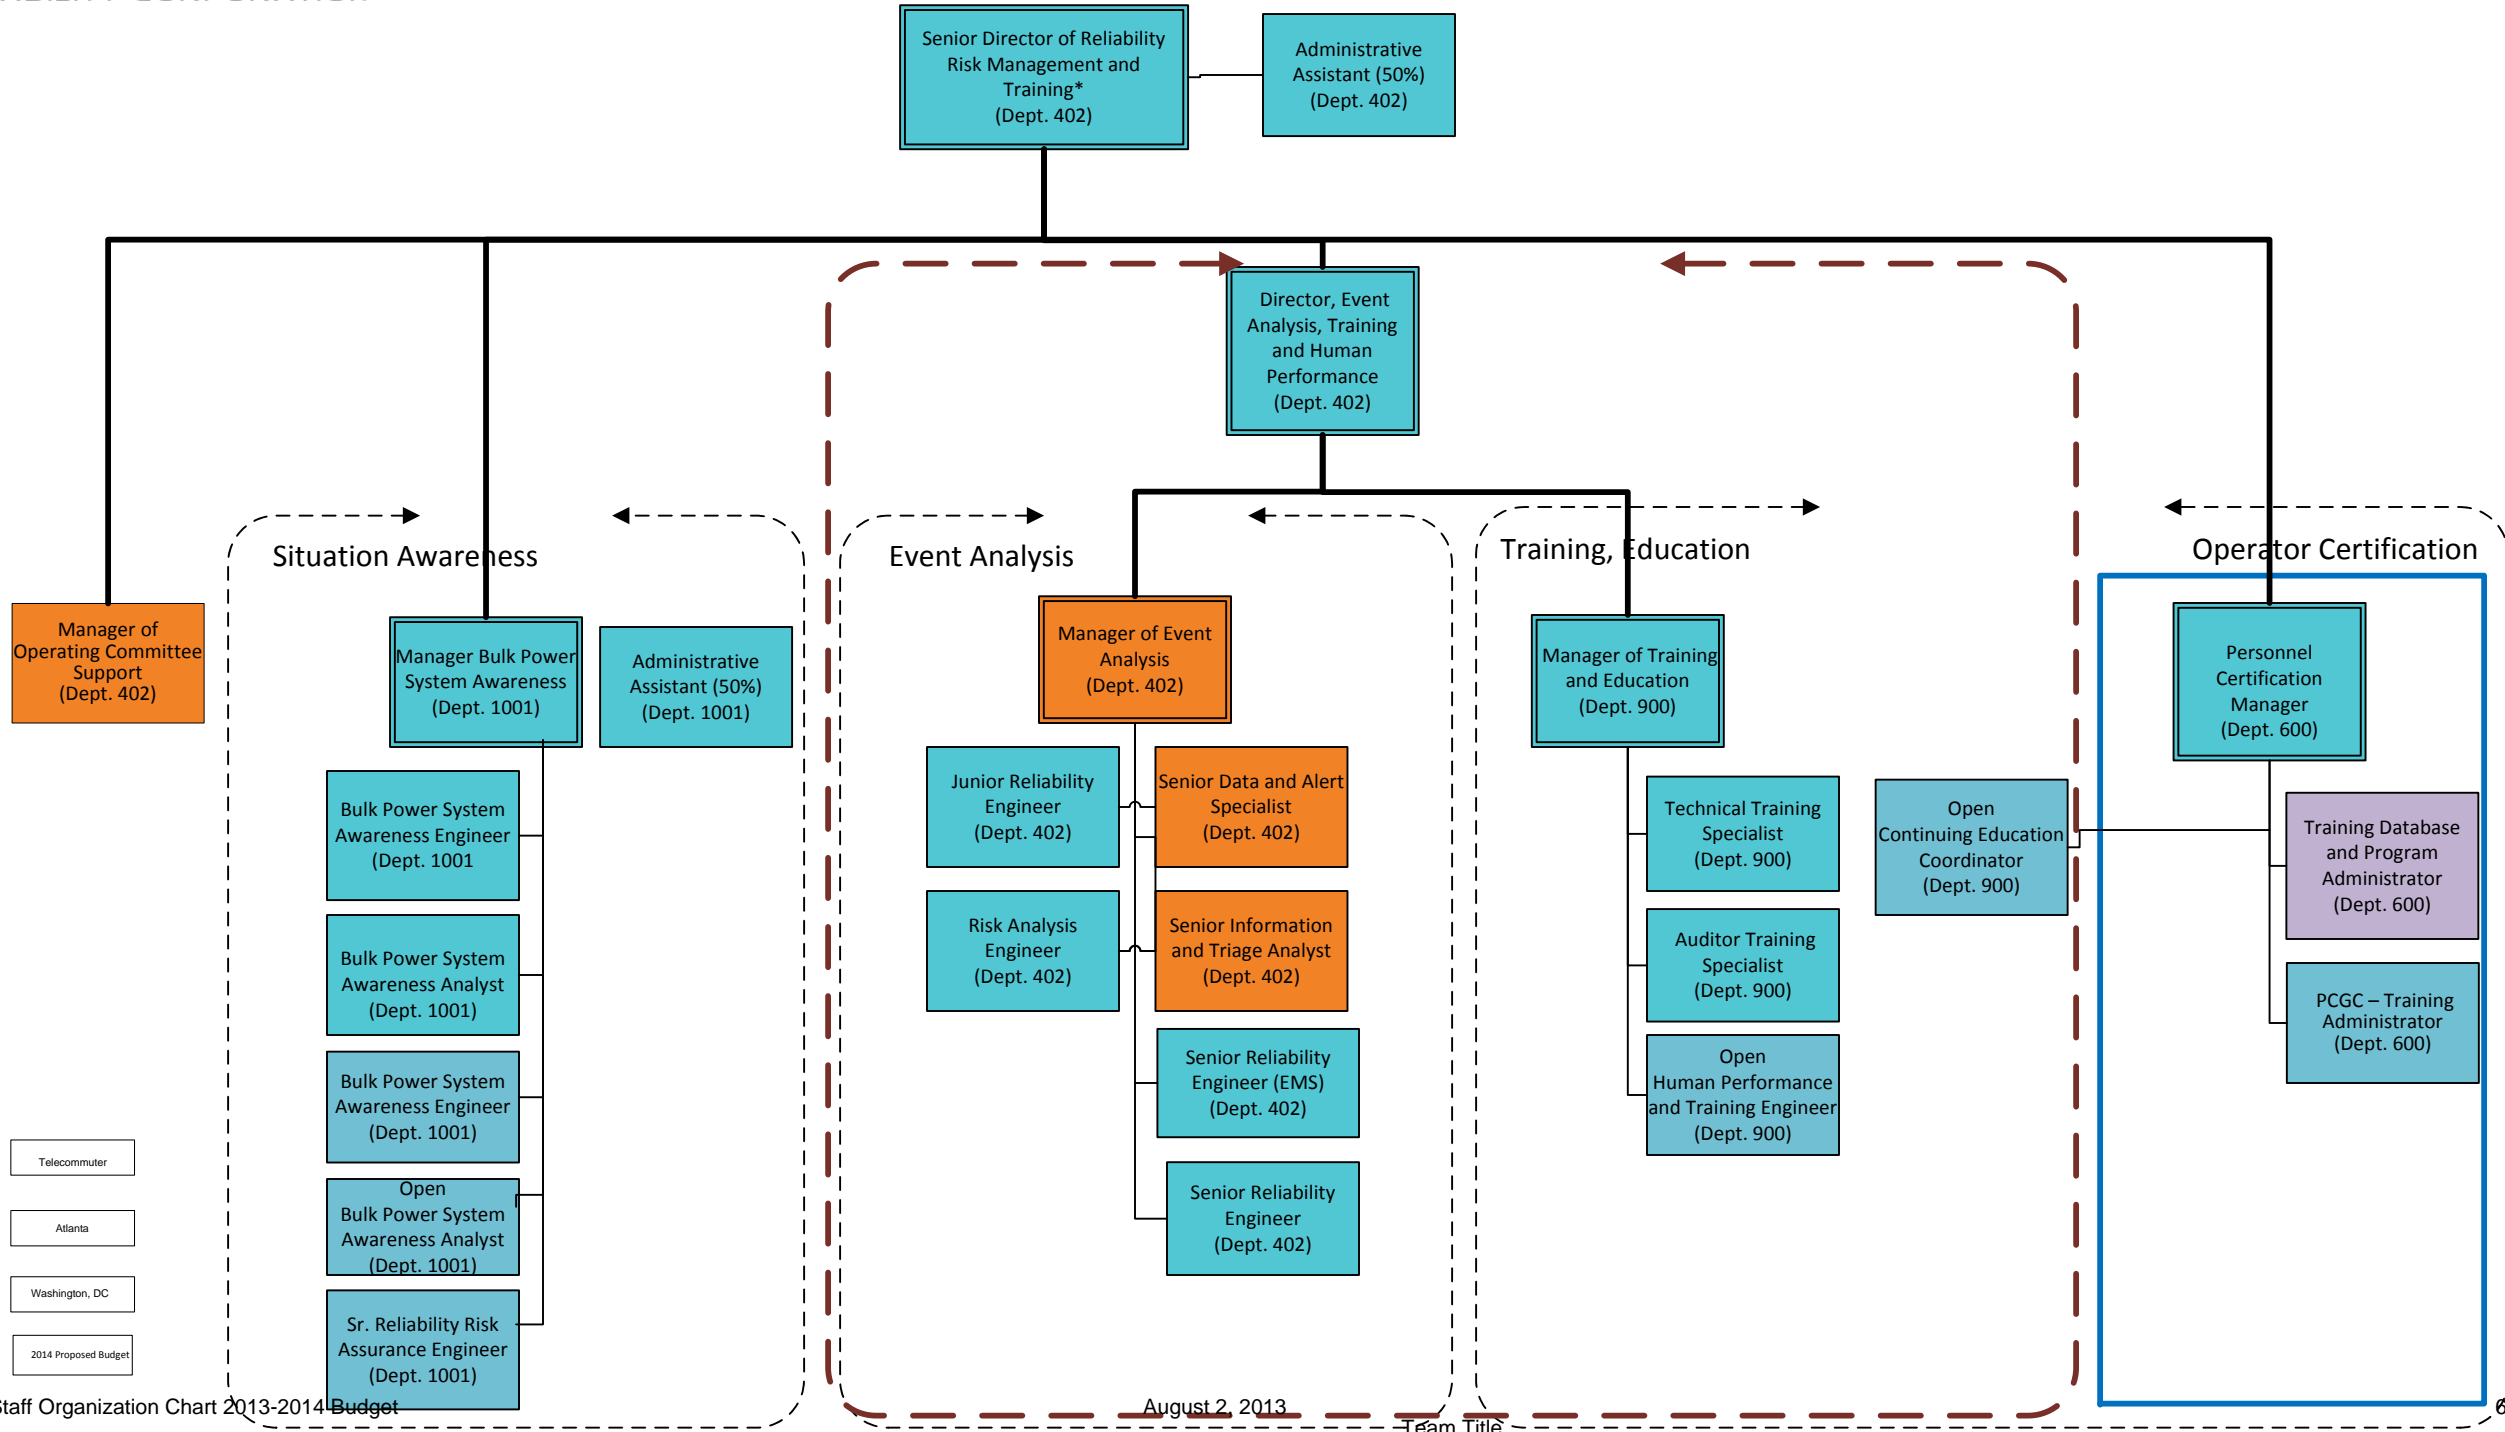 Senior Director of Reliability
Risk Management and
Training*
(Dept. 402)
Administrative
Assistant (50%)
(Dept. 402)
Director, Event
Analysis, Training
and Human
Performance
(Dept. 402)
Situation Awareness
Event Analysis
Training, Education
Operator Certification
Manager of
Operating Committee
Support
(Dept. 402)
Manager Bulk Power
System Awareness
(Dept. 1001)
Administrative
Assistant (50%)
(Dept. 1001)
Manager of Event
Analysis
(Dept. 402)
Manager of Training
and Education
(Dept. 900)
Personnel
Certification
Manager
(Dept. 600)
Bulk Power System
Awareness Engineer
(Dept. 1001
Bulk Power System
Awareness Analyst
(Dept. 1001)
Bulk Power System
Awareness Engineer
(Dept. 1001)
Open
Bulk Power System
Awareness Analyst
(Dept. 1001)
Sr. Reliability Risk
Assurance Engineer
(Dept. 1001)
Junior Reliability
Engineer
(Dept. 402)
Senior Data and Alert
Specialist
(Dept. 402)
Risk Analysis
Engineer
(Dept. 402)
Senior Information
and Triage Analyst
(Dept. 402)
Senior Reliability
Engineer (EMS)
(Dept. 402)
Senior Reliability
Engineer
(Dept. 402)
Technical Training
Specialist
(Dept. 900)
Auditor Training
Specialist
(Dept. 900)
Open
Human Performance
and Training Engineer
(Dept. 900)
Open
Continuing Education
Coordinator
(Dept. 900)
Training Database
and Program
Administrator
(Dept. 600)
PCGC – Training
Administrator
(Dept. 600)
Telecommuter
Atlanta
Washington, DC
2014 Proposed Budget
Staff Organization Chart 2013-2014 Budget
August 2, 2013
6
Team Title